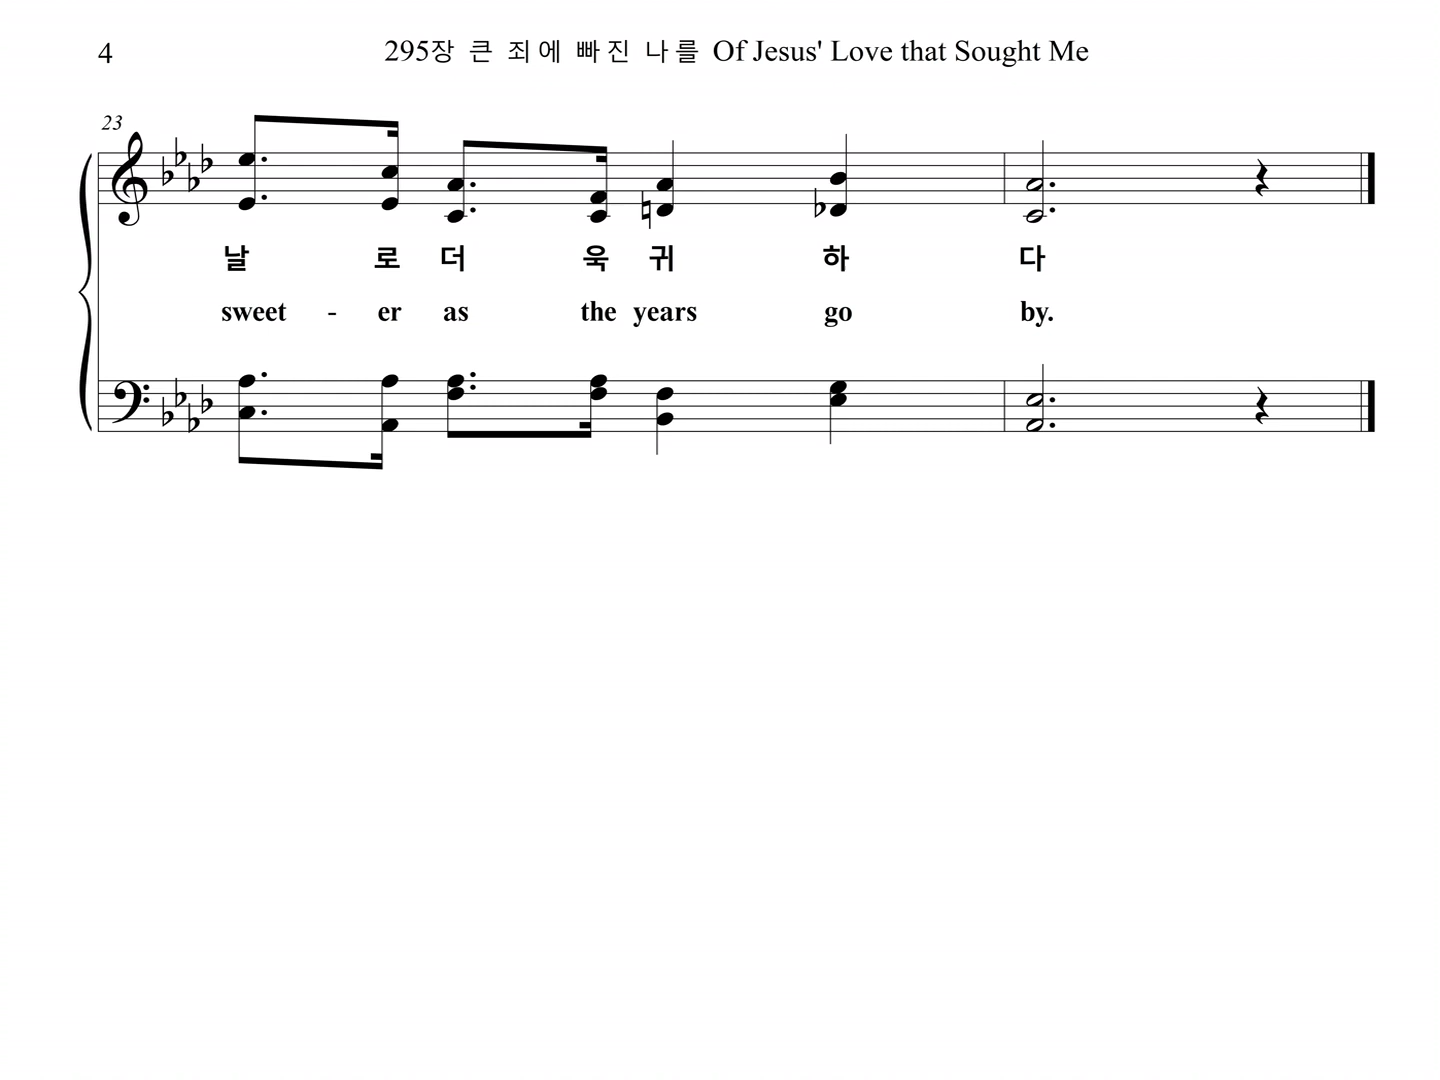 4
295장 큰 죄에 빠진 나를 Of Jesus' Love that Sought Me
23
날 로 더 욱 귀 하 다
sweet - er as the years go by.